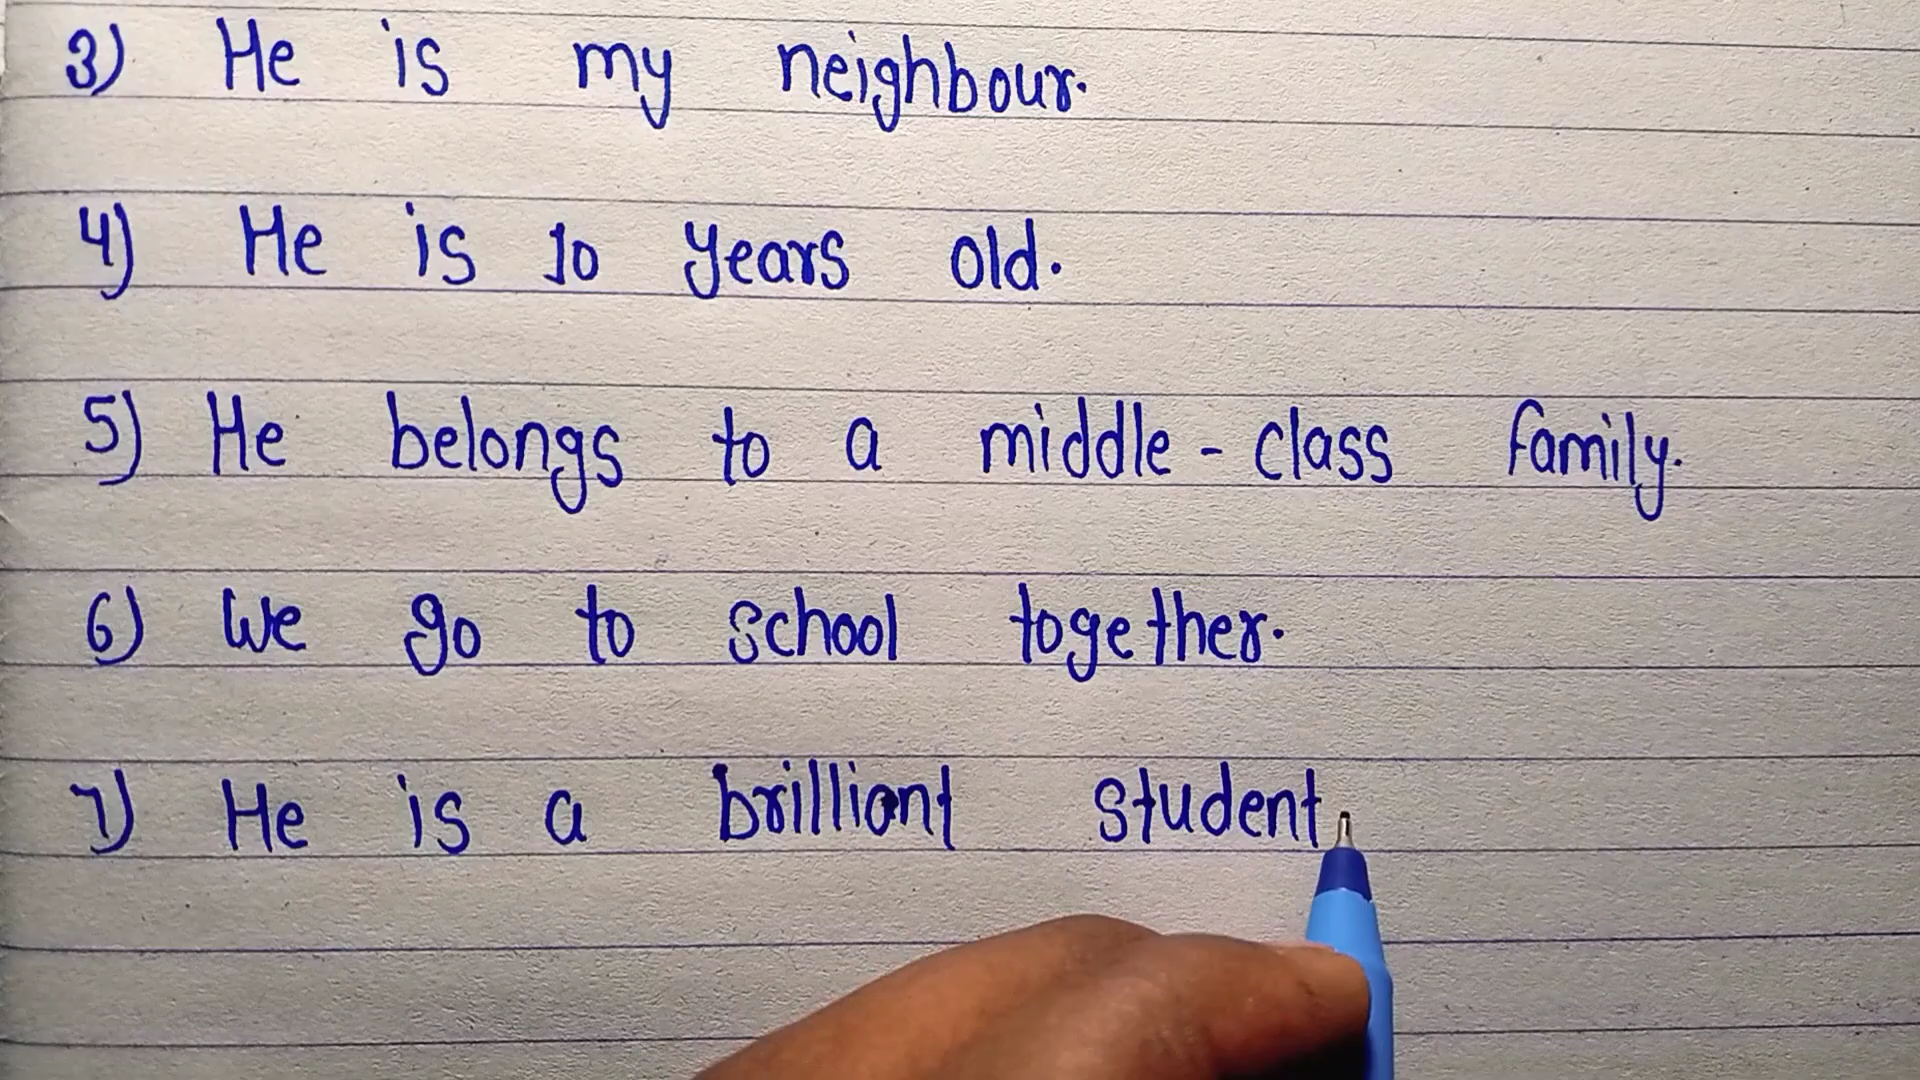 3) He is my neighbour.
4) He is 10 years old.
5) He belongs to a middle-class family.
6) We go to school together.
7) He is a brilliant student